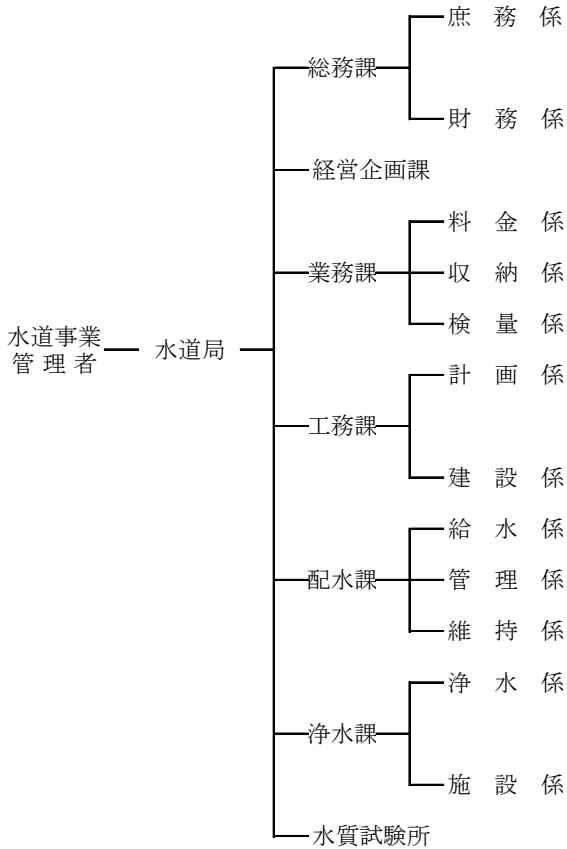 水道事業
管理者
水道局
総務課
庶務係
財務係
経営企画課
業務課
料金係
収納係
検量係
工務課
計画係
建設係
配水課
給水係
管理係
維持係
浄水課
浄水係
施設係
水質試験所